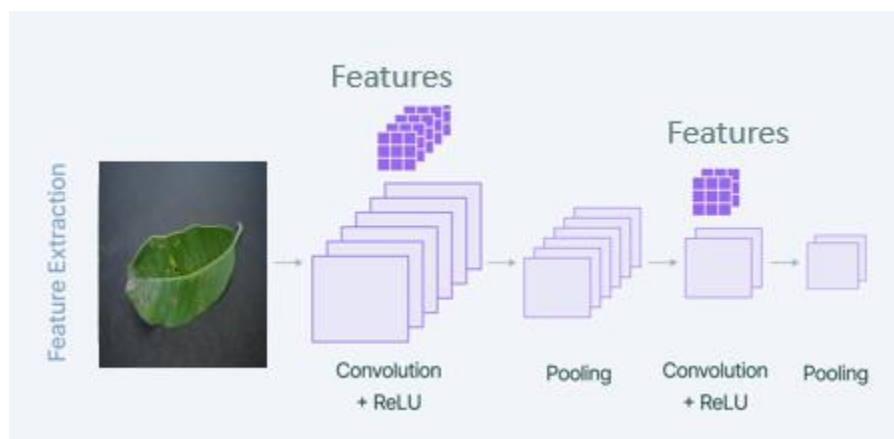 Features
Features
Feature Extraction
Convolution
+ ReLU
Pooling
Convolution
+ ReLU
Pooling